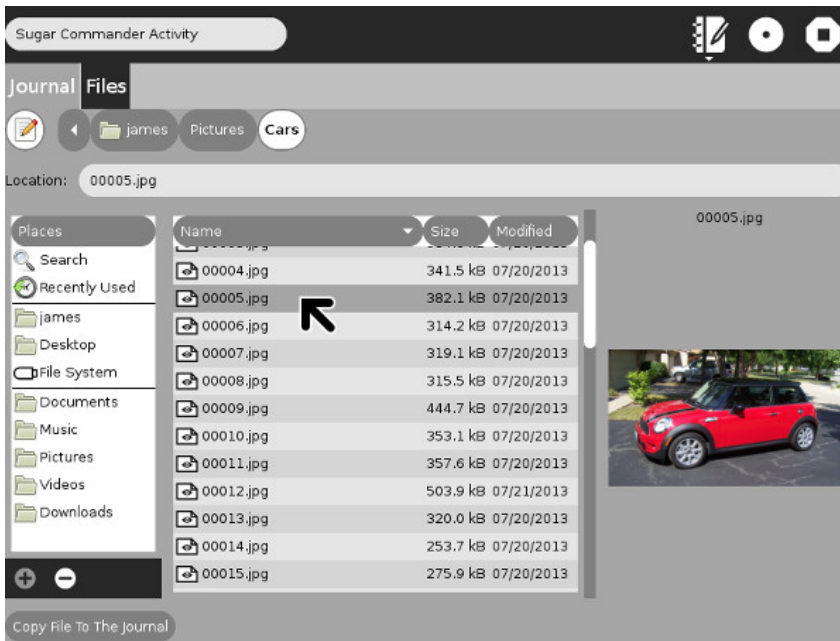 Sugar Commander Activity
Journal Files
james Pictures Cars
Location: 00005.jpg
Places
Search
Recently Used
james
Desktop
File System
Documents
Music
Pictures
Videos
Downloads
Name Size Modified
00004.jpg 341.5 kB 07/20/2013
00005.jpg 382.1 kB 07/20/2013
00006.jpg 314.2 kB 07/20/2013
00007.jpg 319.1 kB 07/20/2013
00008.jpg 315.5 kB 07/20/2013
00009.jpg 444.7 kB 07/20/2013
00010.jpg 353.1 kB 07/20/2013
00011.jpg 357.6 kB 07/20/2013
00012.jpg 503.9 kB 07/21/2013
00013.jpg 320.0 kB 07/20/2013
00014.jpg 253.7 kB 07/20/2013
00015.jpg 275.9 kB 07/20/2013
00005.jpg
Copy File To The Journal